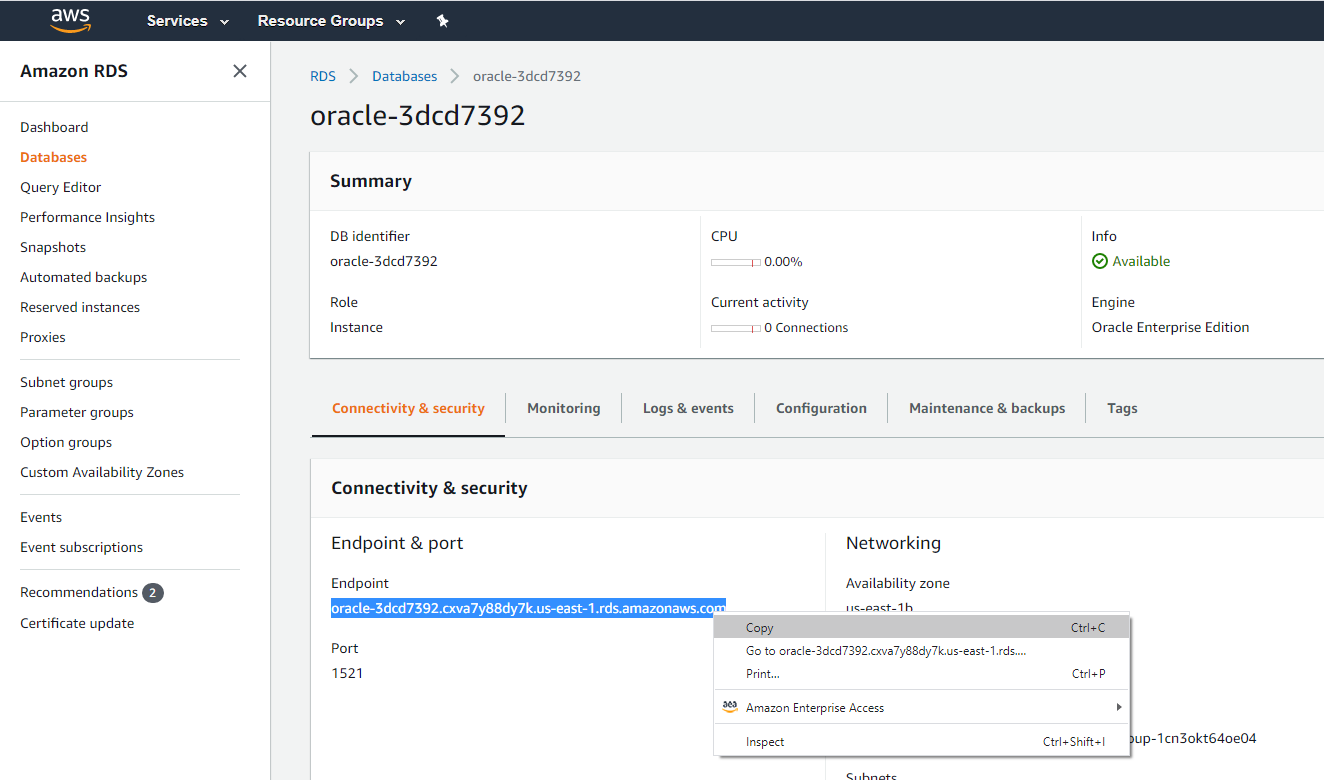 aws Services Resource Groups
Amazon RDS
Dashboard
Databases
Query Editor
Performance Insights
Snapshots
Automated backups
Reserved instances
Proxies
Subnet groups
Parameter groups
Option groups
Custom Availability Zones
Events
Event subscriptions
Recommendations 2
Certificate update
RDS Databases oracle-3dcd7392
oracle-3dcd7392
Summary
DB identifier
oracle-3dcd7392
Role
Instance
CPU
0.00%
Current activity
0 Connections
Info
Available
Engine
Oracle Enterprise Edition
Connectivity & security Monitoring Logs & events Configuration Maintenance & backups Tags
Connectivity & security
Endpoint & port
Endpoint
oracle-3dcd7392.cxva7y88dy7k.us-east-1.rds.amazonaws.com
Port
1521
Networking
Availability zone
us-east-1b
Copy Ctrl+C
Go to oracle-3dcd7392.cxva7y88dy7k.us-east-1.rds....
Print... Ctrl+P
aea Amazon Enterprise Access
Inspect Ctrl+Shift+I
oup-1cn3okt64oe04
Subnets